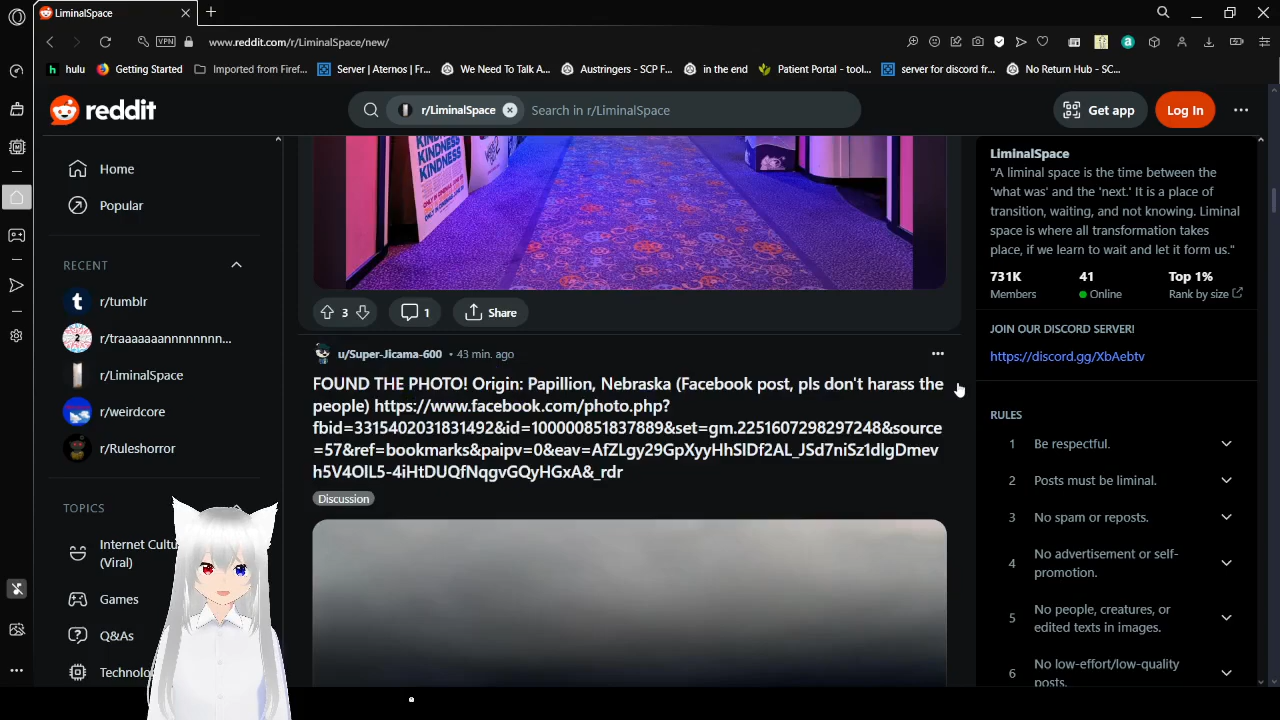 LiminalSpace
VPN
www.reddit.com/r/LiminalSpace/new/
hulu
Getting Started
Imported from Firef...
Server | Aternos | Fr...
We Need To Talk A...
Austringers - SCP F...
in the end
Patient Portal - tool...
server for discord fr...
No Return Hub - SC...
reddit
r/LiminalSpace
Search in r/LiminalSpace
Get app
Log In
Home
Popular
RECENT
r/tumblr
r/traaaaaaannnnnnnn...
r/LiminalSpace
r/weirdcore
r/Ruleshorror
TOPICS
Internet Cultu
(Viral)
Games
Q&As
Technolo
KINDNESS
KINDNESS
KINDNESS
3
1
Share
u/Super-Jicama-600 • 43 min. ago
FOUND THE PHOTO! Origin: Papillion, Nebraska (Facebook post, pls don't harass the
people) https://www.facebook.com/photo.php?
fbid=3315402031831492&id=100000851837889&set=gm.2251607298297248&source
=57&ref=bookmarks&paipv=0&eav=AfZLgy29GpXyyHhSlDf2AL_JSd7niSz1dlgDmev
h5V4OlL5-4iHtDUQfNqgvGQyHGxA&_rdr
Discussion
LiminalSpace
"A liminal space is the time between the
'what was' and the 'next.' It is a place of
transition, waiting, and not knowing. Liminal
space is where all transformation takes
place, if we learn to wait and let it form us."
731K
Members
41
Online
Top 1%
Rank by size
JOIN OUR DISCORD SERVER!
https://discord.gg/XbAebtv
RULES
1 Be respectful.
2 Posts must be liminal.
3 No spam or reposts.
4 No advertisement or self-
promotion.
5 No people, creatures, or
edited texts in images.
6 No low-effort/low-quality
posts.